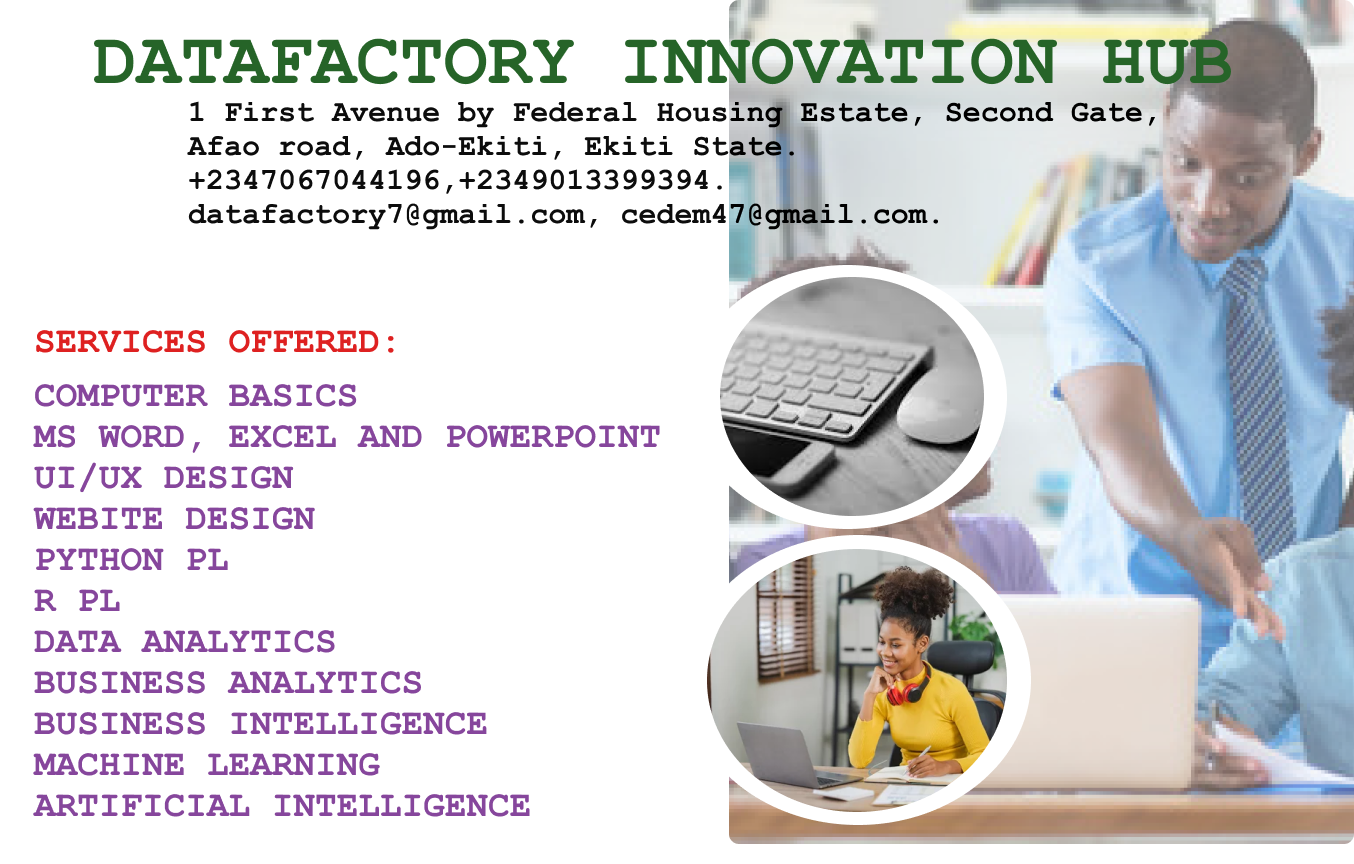 DATAFACTORY INNOVATION HUB
1 First Avenue by Federal Housing Estate, Second Gate,
Afao road, Ado-Ekiti, Ekiti State.
+2347067044196,+2349013399394.
datafactory7@gmail.com, cedem47@gmail.com.
SERVICES OFFERED:
COMPUTER BASICS
MS WORD, EXCEL AND POWERPOINT
UI/UX DESIGN
WEBITE DESIGN
PYTHON PL
R PL
DATA ANALYTICS
BUSINESS ANALYTICS
BUSINESS INTELLIGENCE
MACHINE LEARNING
ARTIFICIAL INTELLIGENCE